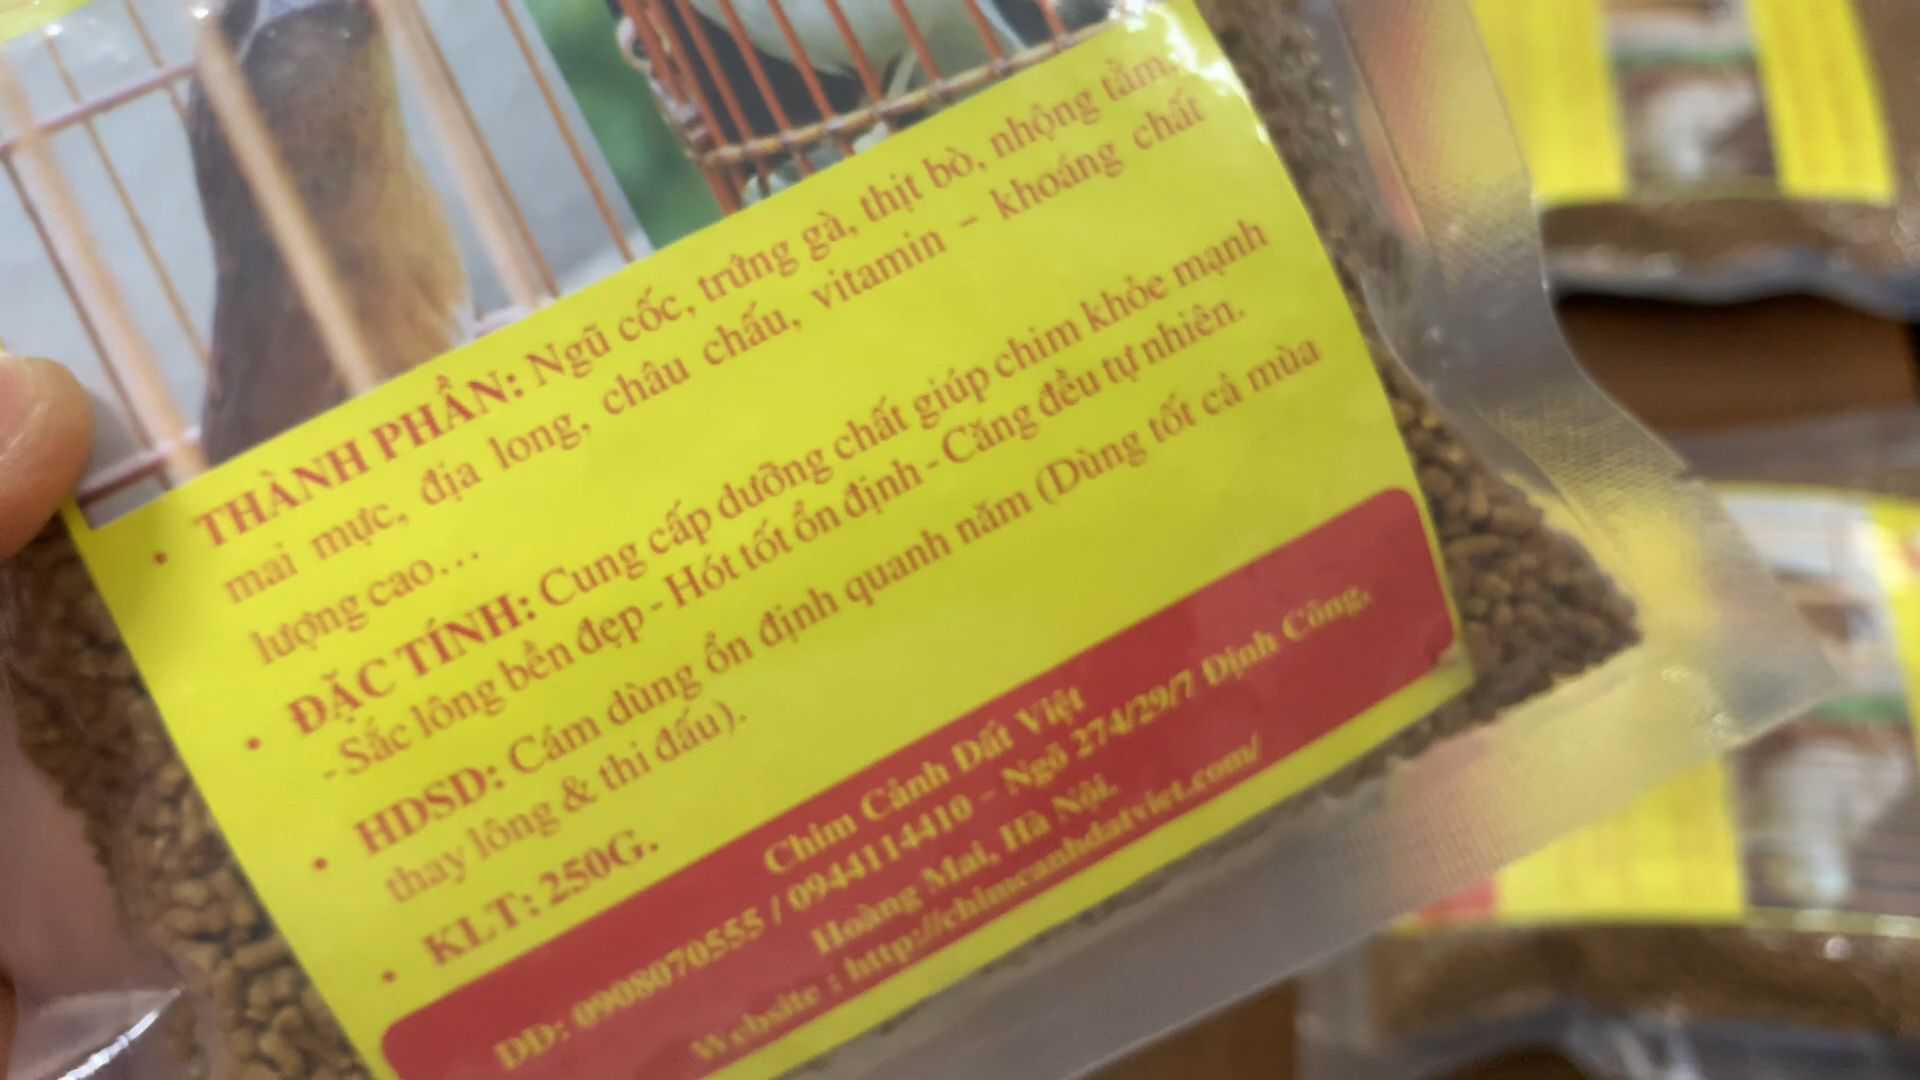 • THÀNH PHẦN: Ngũ cốc, trứng gà, thịt bò, nhộng tằm,
mai mực, địa long, châu chấu, vitamin – khoáng chất
lượng cao...
• ĐẶC TÍNH: Cung cấp dưỡng chất giúp chim khỏe mạnh
- Sắc lông bền đẹp - Hót tốt ổn định - Căng đều tự nhiên.
• HDSD: Cám dùng ổn định quanh năm (Dùng tốt cả mùa
thay lông & thi đấu).
• KLT: 250G.
Chim Cảnh Đất Việt
DD: 0908070555 / 0944114410 – Ngõ 274/29/7 Định Công,
Hoàng Mai, Hà Nội.
Website : http://chimcanhdatviet.com/